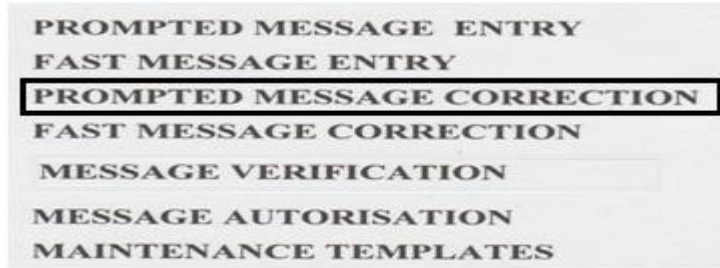 PROMPTED MESSAGE ENTRY
FAST MESSAGE ENTRY
PROMPTED MESSAGE CORRECTION
FAST MESSAGE CORRECTION
MESSAGE VERIFICATION
MESSAGE AUTORISATION
MAINTENANCE TEMPLATES